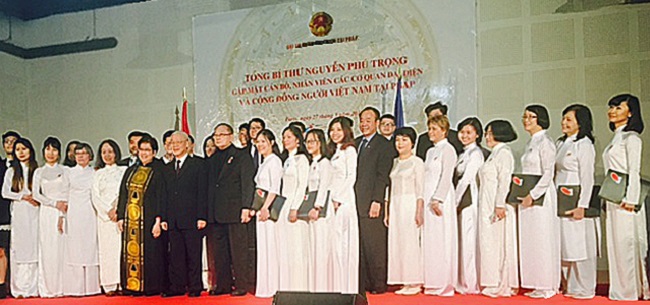 TỔNG BÍ THƯ NGUYỄN PHÚ TRỌNG
GẶP MẶT CÁN BỘ, NHÂN VIÊN CÁC CƠ QUAN ĐẠI DIỆN
VÀ CỘNG ĐỒNG NGƯỜI VIỆT NAM TẠI PHÁP